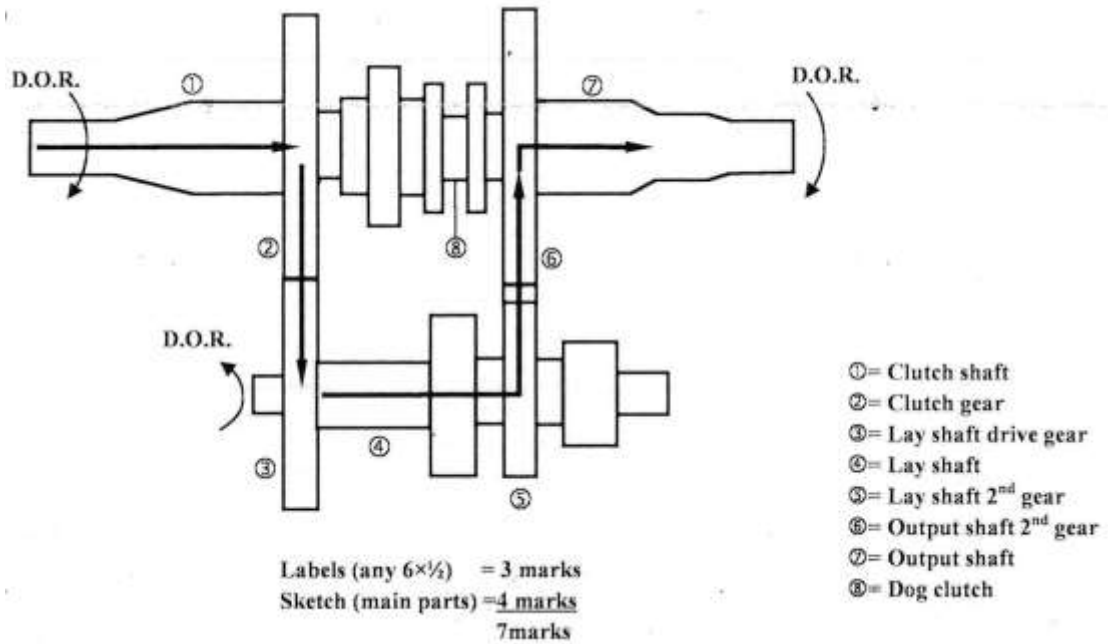 D.O.R.
①
⑦
D.O.R.
②
⑧
⑥
D.O.R.
③
④
⑤
①= Clutch shaft
②= Clutch gear
③= Lay shaft drive gear
④= Lay shaft
⑤= Lay shaft 2nd gear
⑥= Output shaft 2nd gear
⑦= Output shaft
⑧= Dog clutch
Labels (any 6×½) = 3 marks
Sketch (main parts) =4 marks
7marks